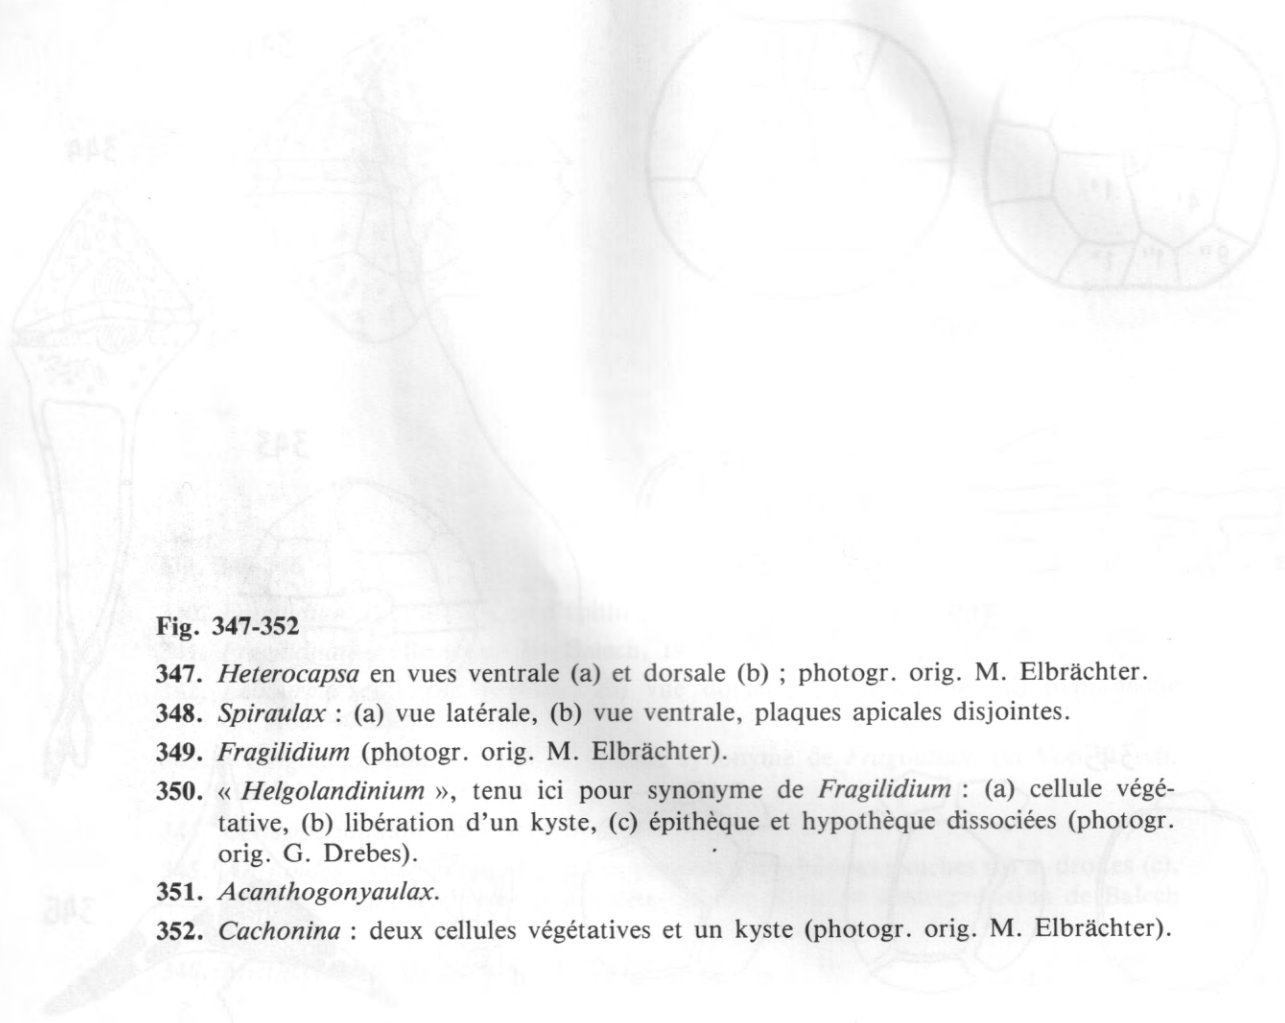 Fig. 347-352
347. Heterocapsa en vues ventrale (a) et dorsale (b) ; photogr. orig. M. Elbrächter.
348. Spiraulax : (a) vue latérale, (b) vue ventrale, plaques apicales disjointes.
349. Fragilidium (photogr. orig. M. Elbrächter).
350. « Helgolandinium », tenu ici pour synonyme de Fragilidium : (a) cellule végé-
tative, (b) libération d'un kyste, (c) épithèque et hypothèque dissociées (photogr.
orig. G. Drebes).
351. Acanthogonyaulax.
352. Cachonina : deux cellules végétatives et un kyste (photogr. orig. M. Elbrächter).